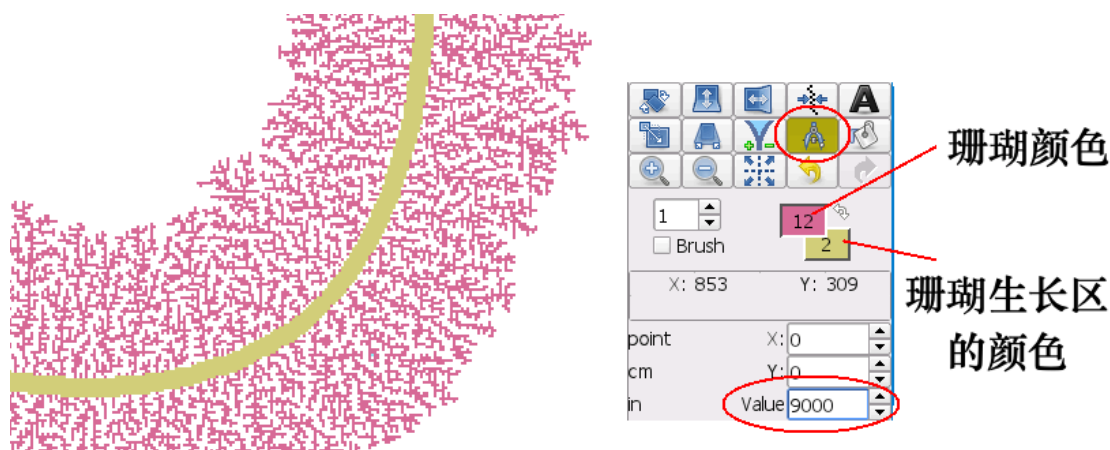 A
珊瑚颜色
1
12
Brush
2
X: 853 Y: 309
珊瑚生长区
的颜色
point X: 0
cm Y: 0
in Value 9000